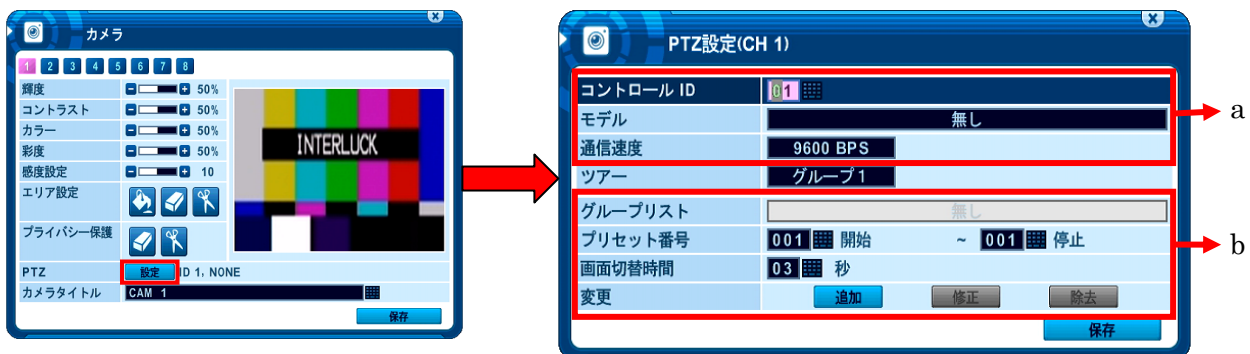 カメラ
1 2 3 4 5 6 7 8
輝度 50%
コントラスト 50%
カラー 50%
彩度 50%
感度設定 10
エリア設定
プライバシー保護
PTZ 設定 ID 1, NONE
カメラタイトル CAM 1
保存
INTERLUCK
PTZ設定(CH 1)
コントロール ID 01
モデル 無し
通信速度 9600 BPS
ツアー グループ1
グループリスト 無し
プリセット番号 001 開始 ~ 001 停止
画面切替時間 03 秒
変更 追加 修正 除去
保存
a
b